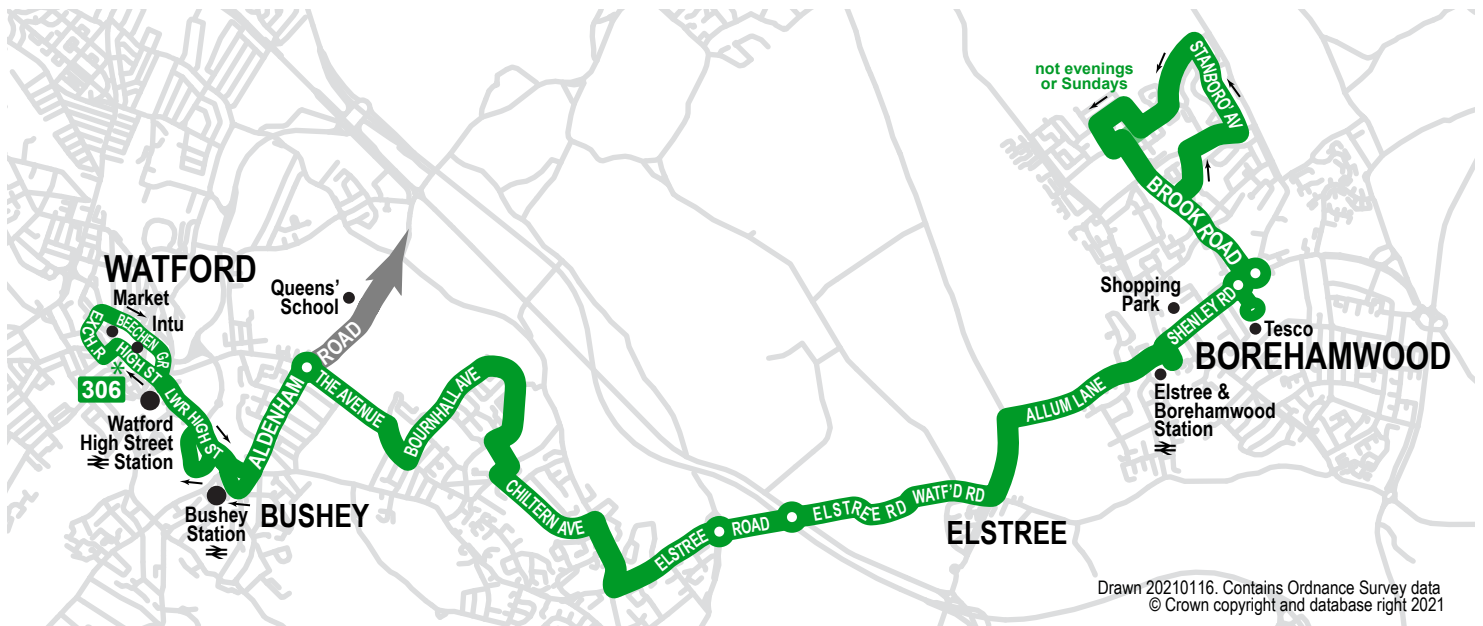 not evenings
or Sundays
STANBORO' AV
BROOK ROAD
WATFORD
Market
Intu
BEECHEN GR
EXCH.R
HIGH ST
*
306
Watford
High Street
Station
LWR HIGH ST
Queens'
School
ROAD
ALDENHAM
THE AVENUE
BOURNHALL AVE
Bushey
Station
BUSHEY
CHILTERN AVE
ELSTREE
ROAD
ELSTREE RD
WATF'D RD
ELSTREE
ALLUM LANE
Shopping
Park
SHENLEY RD
Tesco
BOREHAMWOOD
Elstree &
Borehamwood
Station
Drawn 20210116. Contains Ordnance Survey data
© Crown copyright and database right 2021